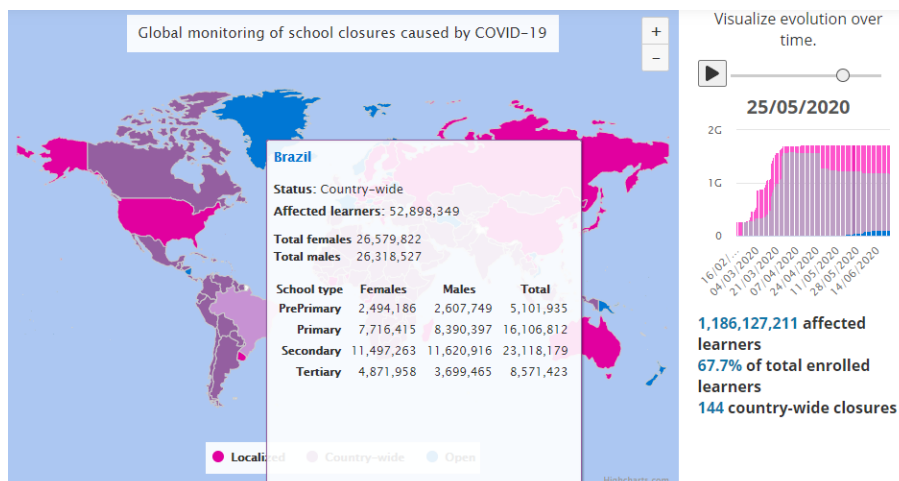 Global monitoring of school closures caused by COVID-19
+
−
Brazil
Status: Country-wide
Affected learners: 52,898,349
Total females 26,579,822
Total males 26,318,527
School type Females Males Total
PrePrimary 2,494,186 2,607,749 5,101,935
Primary 7,716,415 8,390,397 16,106,812
Secondary 11,497,263 11,620,916 23,118,179
Tertiary 4,871,958 3,699,465 8,571,423
Localized Country-wide Open
Highcharts.com
Visualize evolution over
time.
25/05/2020
2G
1G
0
16/02/... 04/03/2020 21/03/2020 07/04/2020 24/04/2020 11/05/2020 28/05/2020 14/06/2020
1,186,127,211 affected
learners
67.7% of total enrolled
learners
144 country-wide closures